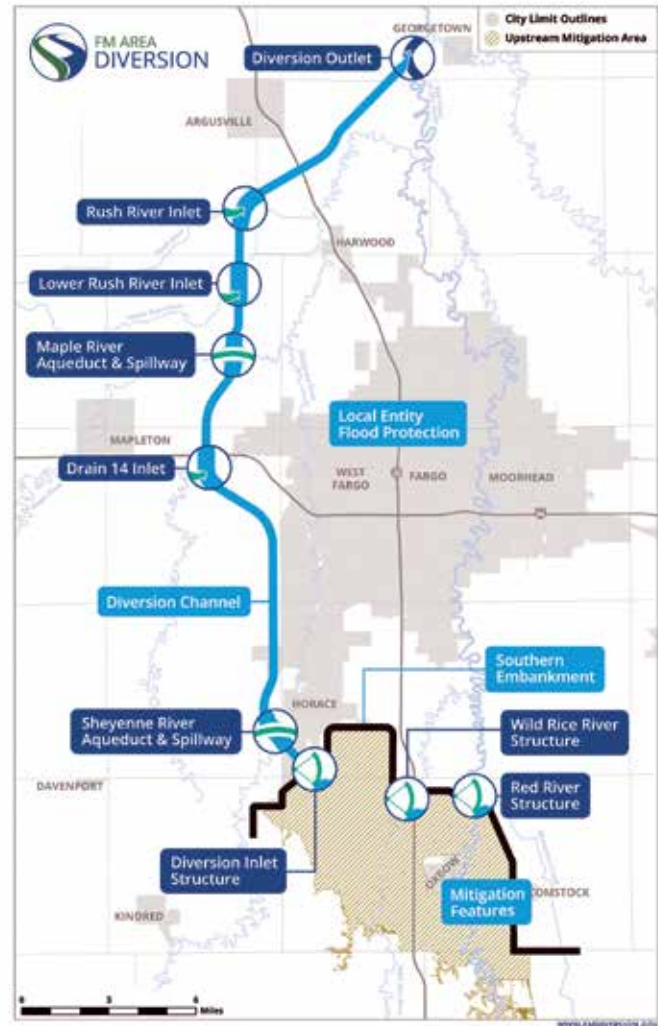 FM AREA
DIVERSION
GEORGETOWN
City Limit Outlines
Upstream Mitigation Area
Diversion Outlet
ARGUSVILLE
Rush River Inlet
HARWOOD
Lower Rush River Inlet
Maple River
Aqueduct & Spillway
Local Entity
Flood Protection
MAPLETON
Drain 14 Inlet
WEST
FARGO
FARGO
MOORHEAD
Diversion Channel
Southern
Embankment
HORACE
Sheyenne River
Aqueduct & Spillway
Wild Rice River
Structure
DAVENPORT
Red River
Structure
Diversion Inlet
Structure
OXBOW
Mitigation
Features
COMSTOCK
KINDRED
0 3 6
Miles